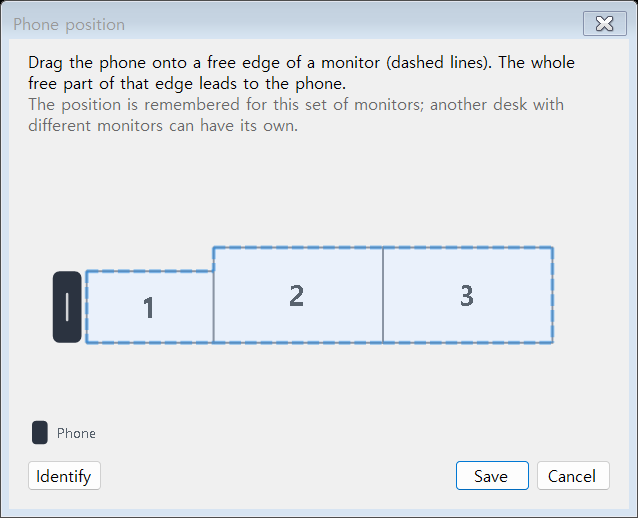 Phone position
Drag the phone onto a free edge of a monitor (dashed lines). The whole
free part of that edge leads to the phone.
The position is remembered for this set of monitors; another desk with
different monitors can have its own.
1
2
3
Phone
Identify
Save
Cancel